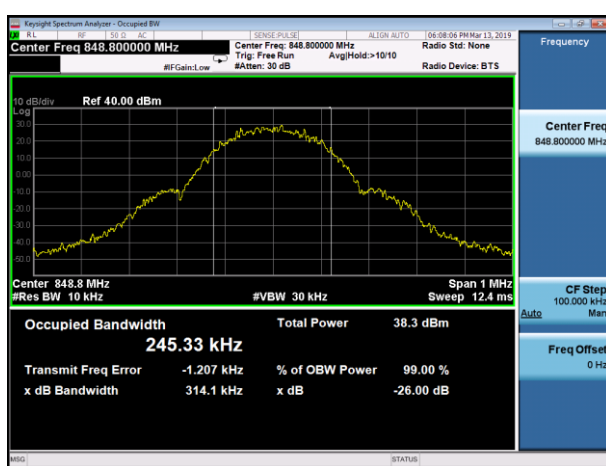 Keysight Spectrum Analyzer - Occupied BW
RL RF 50 Ω AC SENSE:PULSE ALIGN AUTO 06:08:06 PM Mar 13, 2019
Center Freq 848.800000 MHz
Center Freq: 848.800000 MHz Radio Std: None
Trig: Free Run Avg|Hold:>10/10
#IFGain:Low #Atten: 30 dB Radio Device: BTS
Frequency
10 dB/div Ref 40.00 dBm
Log
30.0
20.0
10.0
0.00
-10.0
-20.0
-30.0
-40.0
-50.0
Center Freq
848.800000 MHz
Center 848.8 MHz Span 1 MHz
#Res BW 10 kHz #VBW 30 kHz Sweep 12.4 ms
CF Step
100.000 kHz
Auto Man
Occupied Bandwidth Total Power 38.3 dBm
245.33 kHz
Transmit Freq Error -1.207 kHz % of OBW Power 99.00 %
x dB Bandwidth 314.1 kHz x dB -26.00 dB
Freq Offset
0 Hz
MSG STATUS